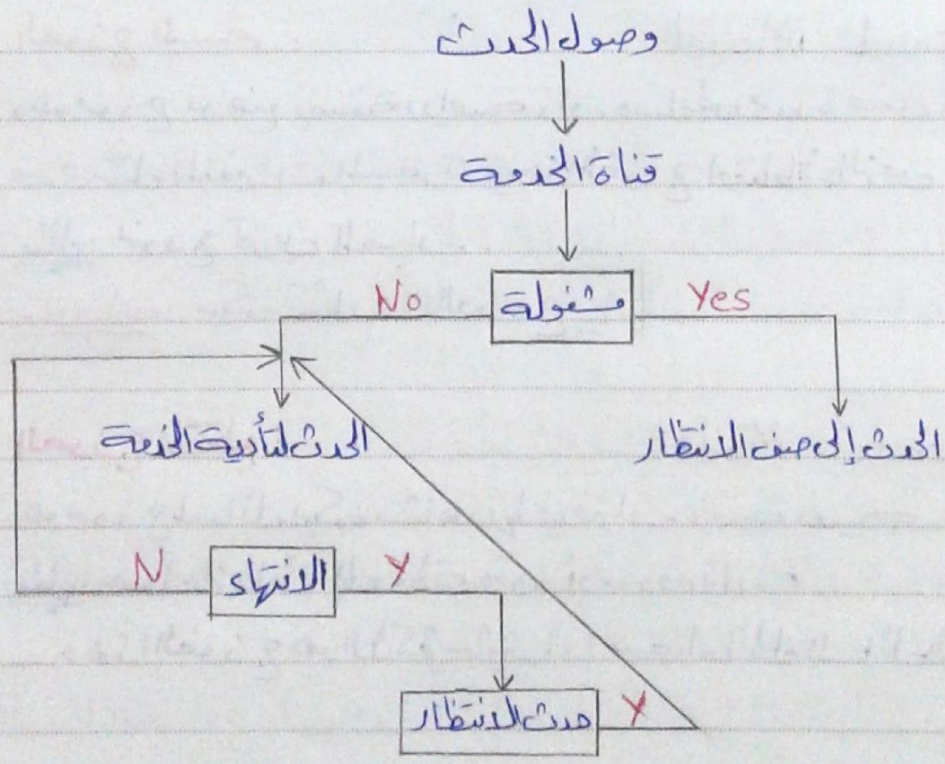 وصول الحدث
قناة الخدمة
مشغولة
No
Yes
الحدث لتأدية الخدمة
الحدث إلى صف الانتظار
N
الانتهاء
Y
حدث الانتظار
Y